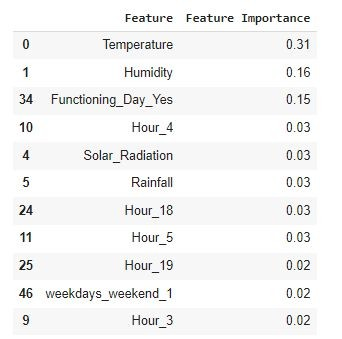 Feature Feature Importance
0 Temperature 0.31
1 Humidity 0.16
34 Functioning_Day_Yes 0.15
10 Hour_4 0.03
4 Solar_Radiation 0.03
5 Rainfall 0.03
24 Hour_18 0.03
11 Hour_5 0.03
25 Hour_19 0.02
46 weekdays_weekend_1 0.02
9 Hour_3 0.02